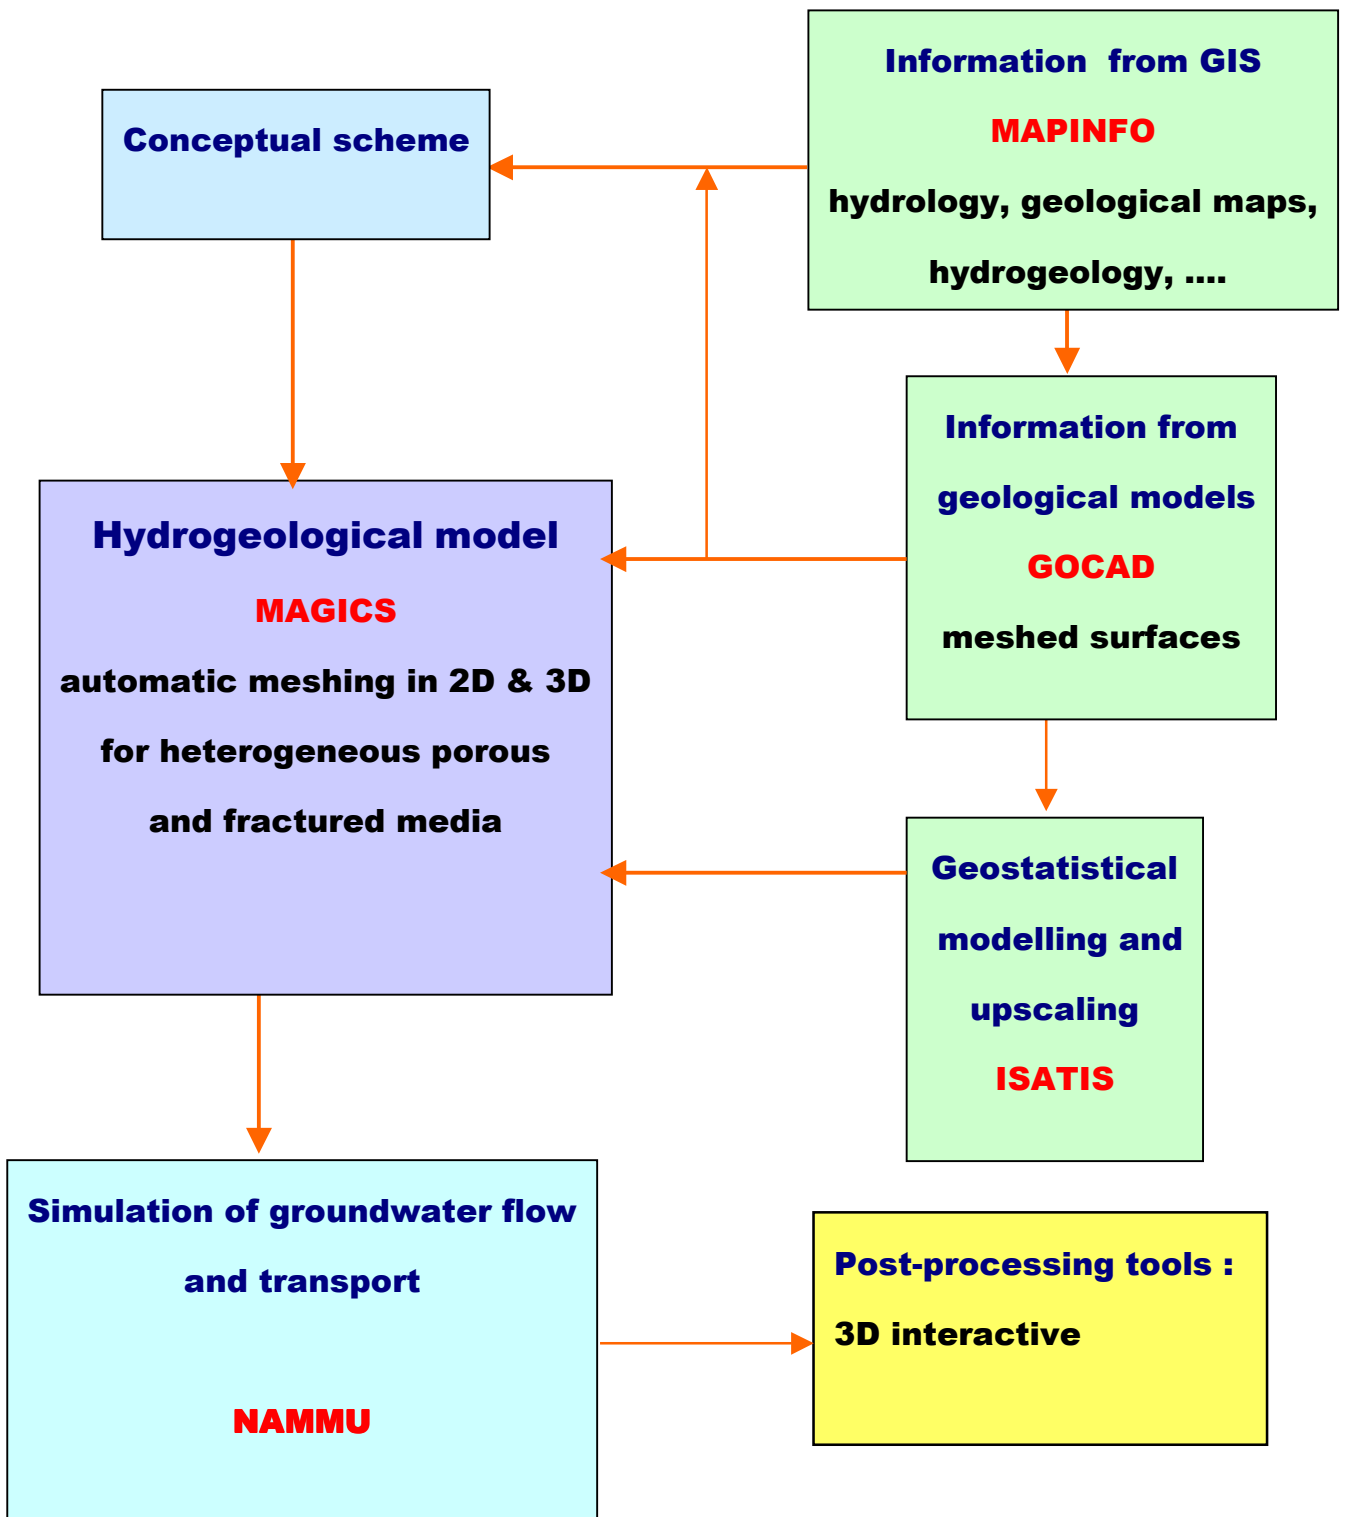 Information from GIS
MAPINFO
hydrology, geological maps,
hydrogeology, ....
Conceptual scheme
Information from
geological models
GOCAD
meshed surfaces
Hydrogeological model
MAGICS
automatic meshing in 2D & 3D
for heterogeneous porous
and fractured media
Geostatistical
modelling and
upscaling
ISATIS
Simulation of groundwater flow
and transport
NAMMU
Post-processing tools :
3D interactive